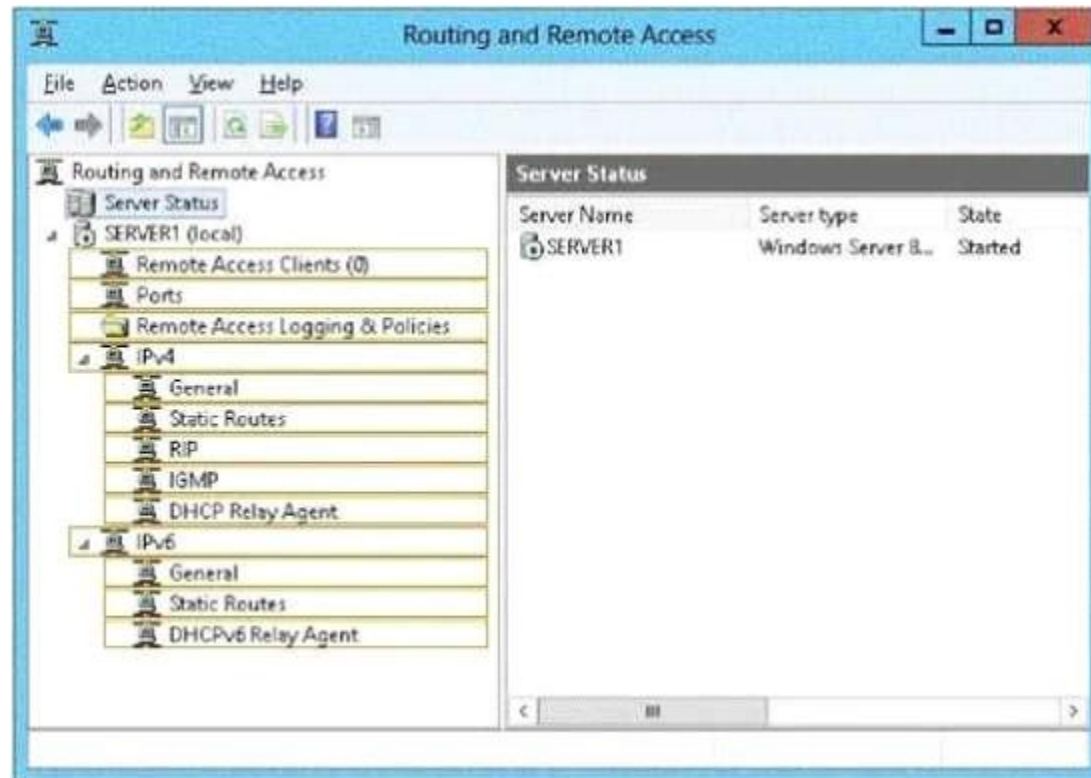 Routing and Remote Access
File Action View Help
Routing and Remote Access
Server Status
SERVER1 (local)
Remote Access Clients (0)
Ports
Remote Access Logging & Policies
IPv4
General
Static Routes
RIP
IGMP
DHCP Relay Agent
IPv6
General
Static Routes
DHCPv6 Relay Agent
Server Status
Server Name Server type State
SERVER1 Windows Server 8... Started